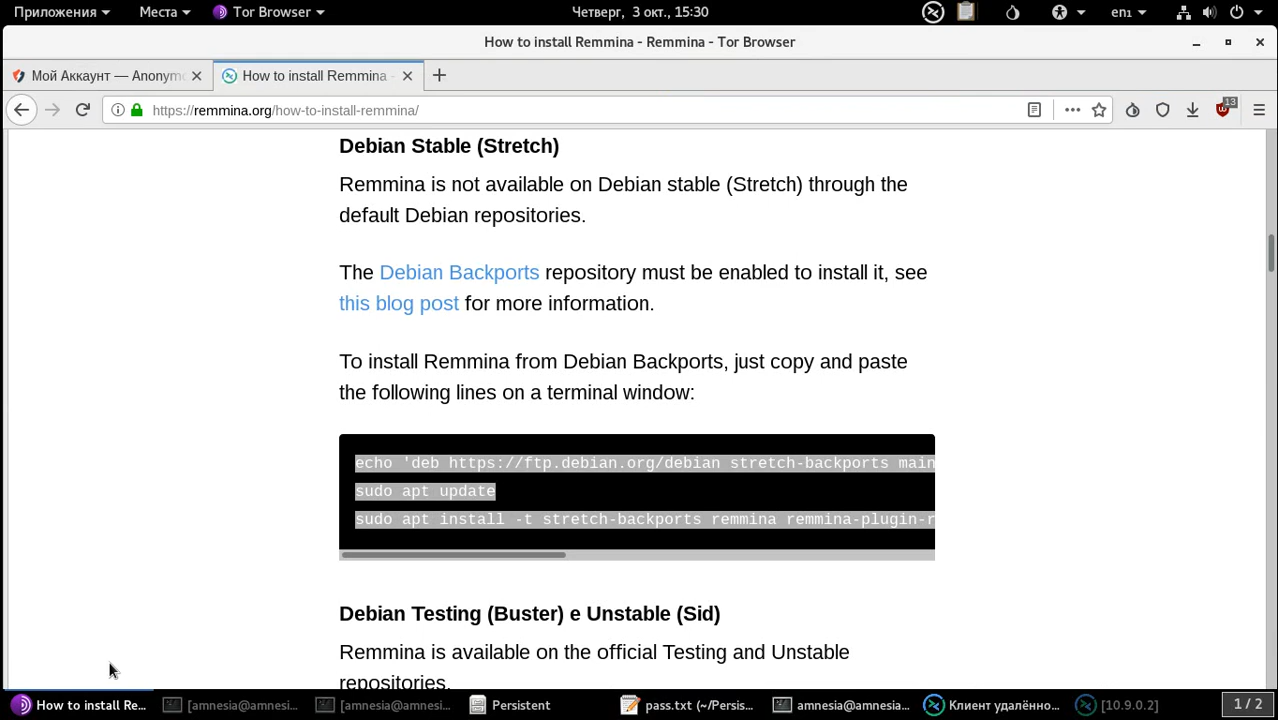 Приложения
Места
Tor Browser
Четверг, 3 окт., 15:30
en₁
How to install Remmina - Remmina - Tor Browser
Мой Аккаунт — Anonymo
How to install Remmina -
https://remmina.org/how-to-install-remmina/
13
Debian Stable (Stretch)
Remmina is not available on Debian stable (Stretch) through the
default Debian repositories.
The Debian Backports repository must be enabled to install it, see
this blog post for more information.
To install Remmina from Debian Backports, just copy and paste
the following lines on a terminal window:
echo 'deb https://ftp.debian.org/debian stretch-backports main
sudo apt update
sudo apt install -t stretch-backports remmina remmina-plugin-r
Debian Testing (Buster) e Unstable (Sid)
Remmina is available on the official Testing and Unstable
repositories.
How to install Re...
[amnesia@amnesi...
[amnesia@amnesi...
Persistent
pass.txt (~/Persis...
amnesia@amnesia...
Клиент удалённо...
[10.9.0.2]
1 / 2